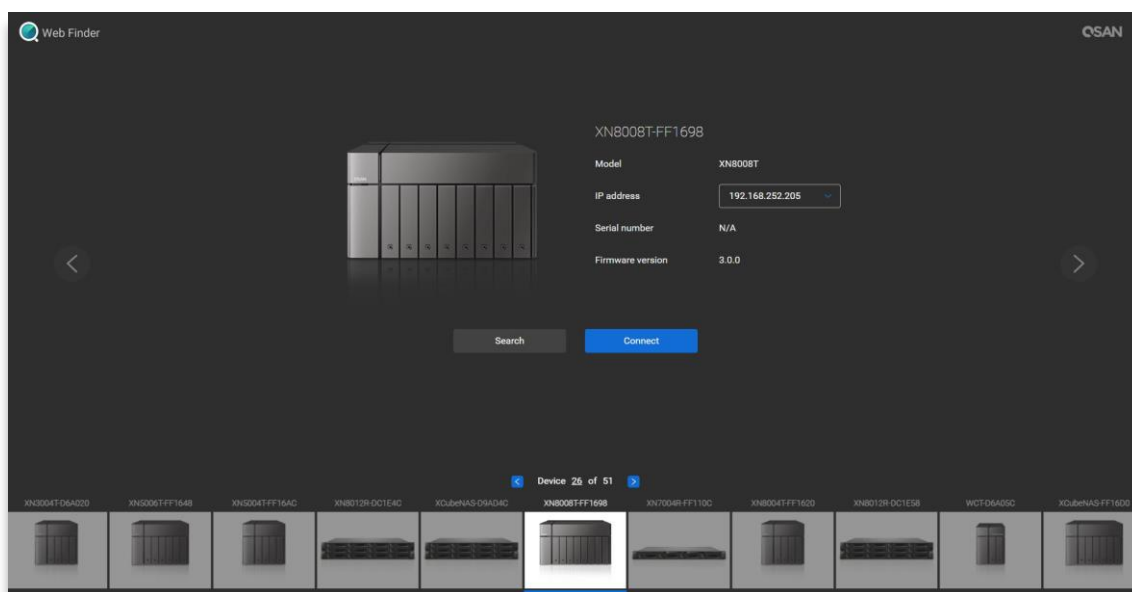 Web Finder
QSAN
XN8008T-FF1698
Model XN8008T
IP address 192.168.252.205
Serial number N/A
Firmware version 3.0.0
Search Connect
Device 26 of 51
XN3004T-D6A020 XN5006T-FF1648 XN5004T-FF16AC XN8012R-DC1E4C XCubeNAS-D9AD4C XN8008T-FF1698 XN7004R-FF110C XN8004T-FF1620 XN8012R-DC1E58 WCT-D6A05C XCubeNAS-FF16D0